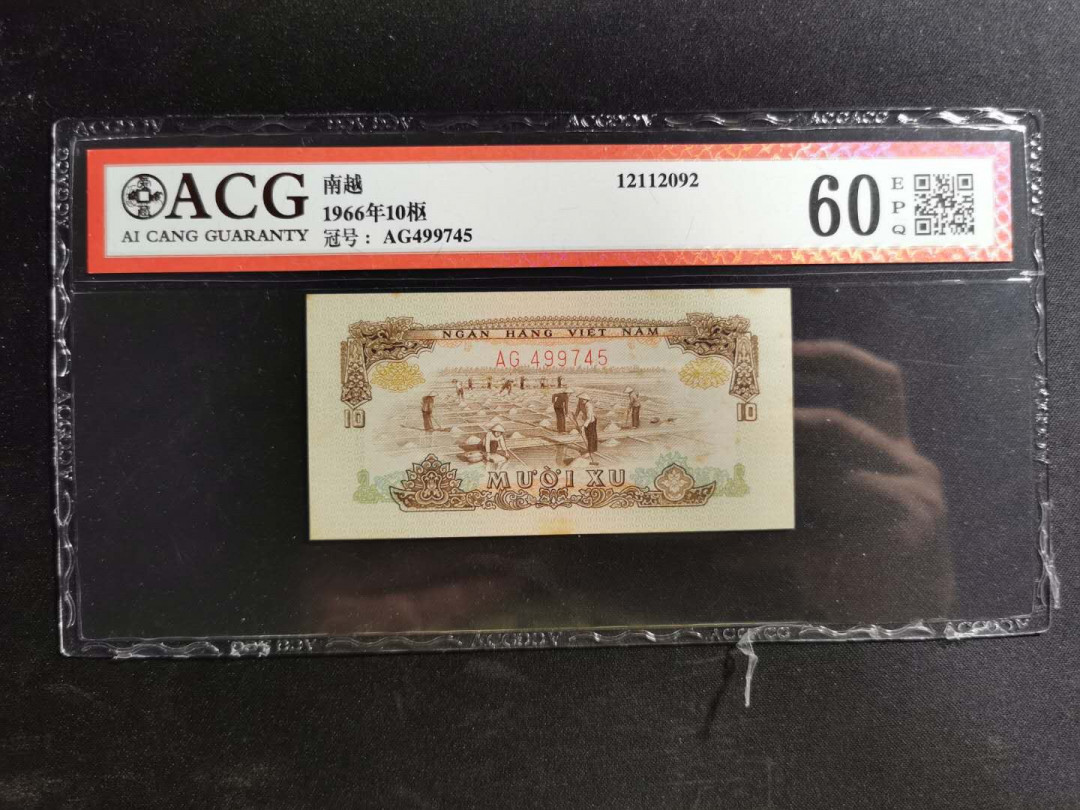 ACG
AI CANG GUARANTY
南越
1966年10枢
冠号：AG499745
12112092
60
EPQ
NGÂN HÀNG VIỆT NAM
AG 499745
10
10
MƯỜI XU